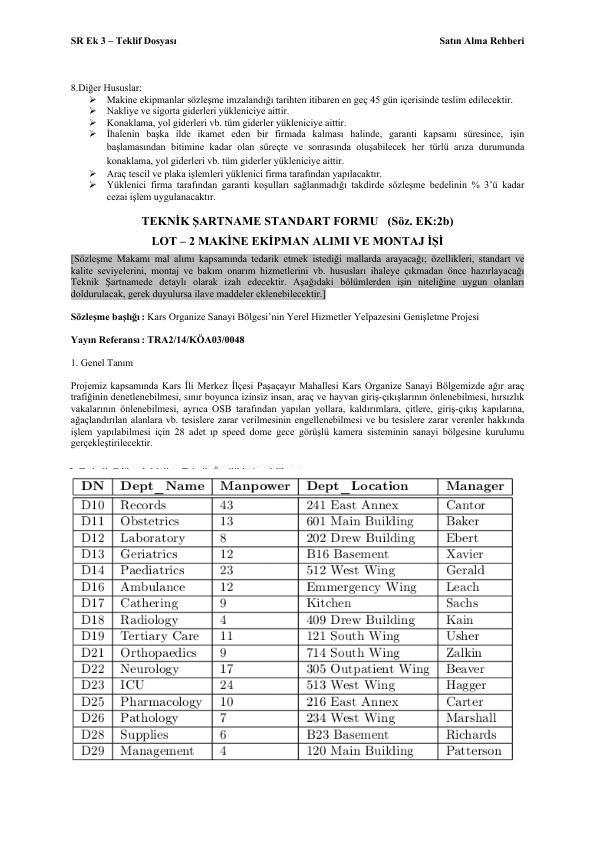 SR Ek 3 – Teklif Dosyası Satın Alma Rehberi
8.Diğer Hususlar:
➢ Makine ekipmanlar sözleşme imzalandığı tarihten itibaren en geç 45 gün içerisinde teslim edilecektir.
➢ Nakliye ve sigorta giderleri yükleniciye aittir.
➢ Konaklama, yol giderleri vb. tüm giderler yükleniciye aittir.
➢ İhalenin başka ilde ikamet eden bir firmada kalması halinde, garanti kapsamı süresince, işin
başlamasından bitimine kadar olan süreçte ve sonrasında oluşabilecek her türlü arıza durumunda
konaklama, yol giderleri vb. tüm giderler yükleniciye aittir.
➢ Araç tescil ve plaka işlemleri yüklenici firma tarafından yapılacaktır.
➢ Yüklenici firma tarafından garanti koşulları sağlanmadığı takdirde sözleşme bedelinin % 3’ü kadar
cezai işlem uygulanacaktır.
TEKNİK ŞARTNAME STANDART FORMU (Söz. EK:2b)
LOT – 2 MAKİNE EKİPMAN ALIMI VE MONTAJ İŞİ
[Sözleşme Makamı mal alımı kapsamında tedarik etmek istediği mallarda arayacağı; özellikleri, standart ve
kalite seviyelerini, montaj ve bakım onarım hizmetlerini vb. hususları ihaleye çıkmadan önce hazırlayacağı
Teknik Şartnamede detaylı olarak izah edecektir. Aşağıdaki bölümlerden işin niteliğine uygun olanları
doldurulacak, gerek duyulursa ilave maddeler eklenebilecektir.]
Sözleşme başlığı : Kars Organize Sanayi Bölgesi’nin Yerel Hizmetler Yelpazesini Genişletme Projesi
Yayın Referansı : TRA2/14/KÖA03/0048
1. Genel Tanım
Projemiz kapsamında Kars İli Merkez İlçesi Paşaçayır Mahallesi Kars Organize Sanayi Bölgemizde ağır araç
trafiğinin denetlenebilmesi, sınır boyunca izinsiz insan, araç ve hayvan giriş-çıkışlarının önlenebilmesi, hırsızlık
vakalarının önlenebilmesi, ayrıca OSB tarafından yapılan yollara, kaldırımlara, çitlere, giriş-çıkış kapılarına,
ağaçlandırılan alanlara vb. tesislere zarar verilmesinin engellenebilmesi ve bu tesislere zarar verenler hakkında
işlem yapılabilmesi için 28 adet ıp speed dome gece görüşlü kamera sisteminin sanayi bölgesine kurulumu
gerçekleştirilecektir.
DN Dept_Name Manpower Dept_Location Manager
D10 Records 43 241 East Annex Cantor
D11 Obstetrics 13 601 Main Building Baker
D12 Laboratory 8 202 Drew Building Ebert
D13 Geriatrics 12 B16 Basement Xavier
D14 Paediatrics 23 512 West Wing Gerald
D16 Ambulance 12 Emmergency Wing Leach
D17 Cathering 9 Kitchen Sachs
D18 Radiology 4 409 Drew Building Kain
D19 Tertiary Care 11 121 South Wing Usher
D21 Orthopaedics 9 714 South Wing Zalkin
D22 Neurology 17 305 Outpatient Wing Beaver
D23 ICU 24 513 West Wing Hagger
D25 Pharmacology 10 216 East Annex Carter
D26 Pathology 7 234 West Wing Marshall
D28 Supplies 6 B23 Basement Richards
D29 Management 4 120 Main Building Patterson